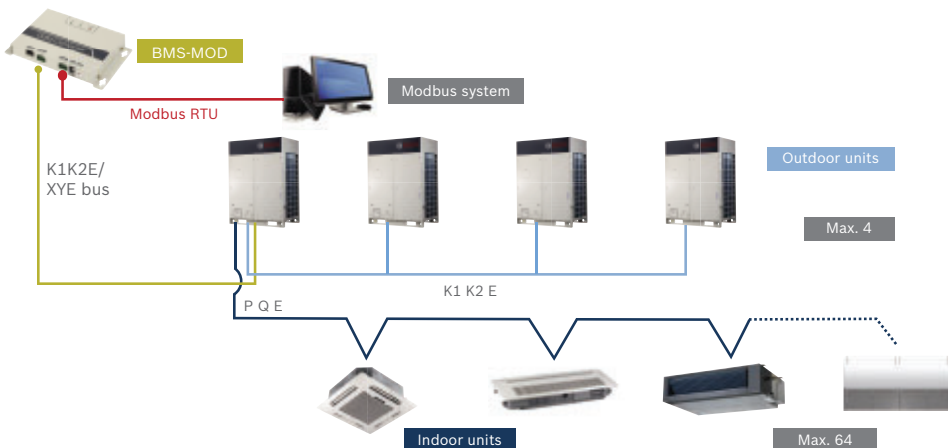 BMS-MOD
Modbus system
Modbus RTU
K1K2E/
XYE bus
Outdoor units
Max. 4
K1 K2 E
P Q E
Indoor units
Max. 64